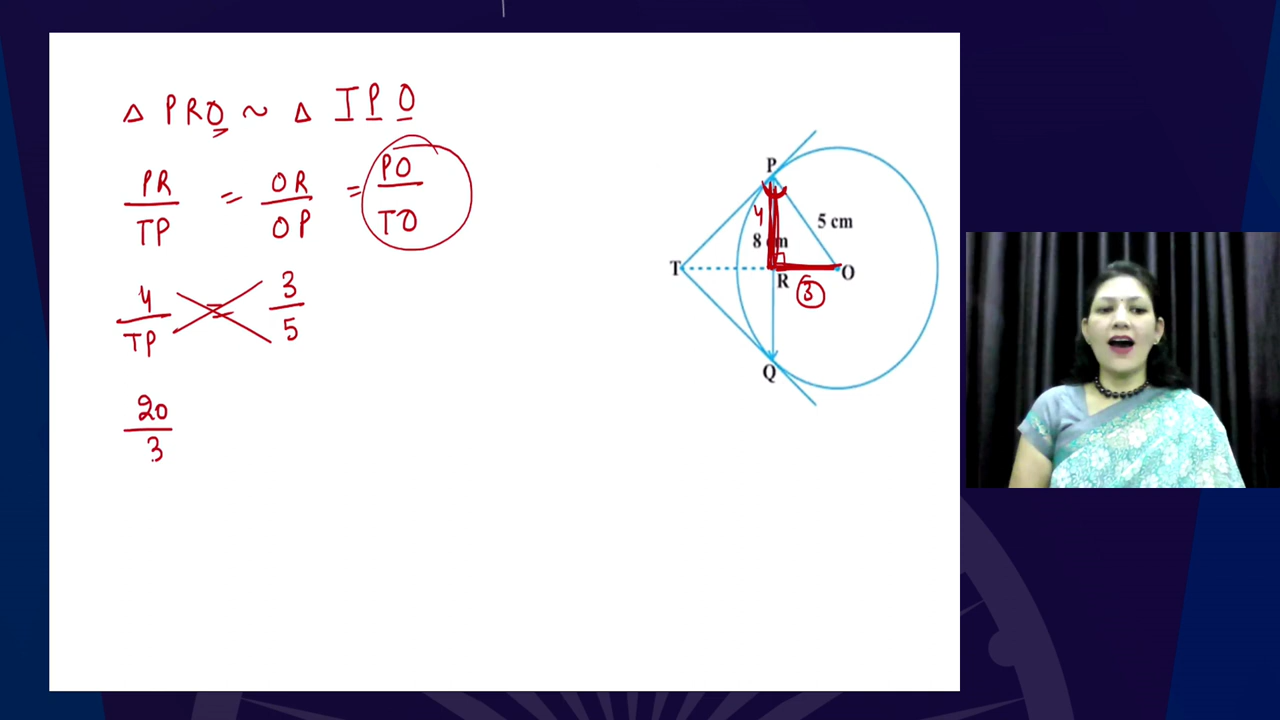 Δ PRO ~ Δ TPO
PR/TP = OR/OP = PO/TO
4/TP = 3/5
20/3
P
4
5 cm
8 cm
T
R
O
3
Q